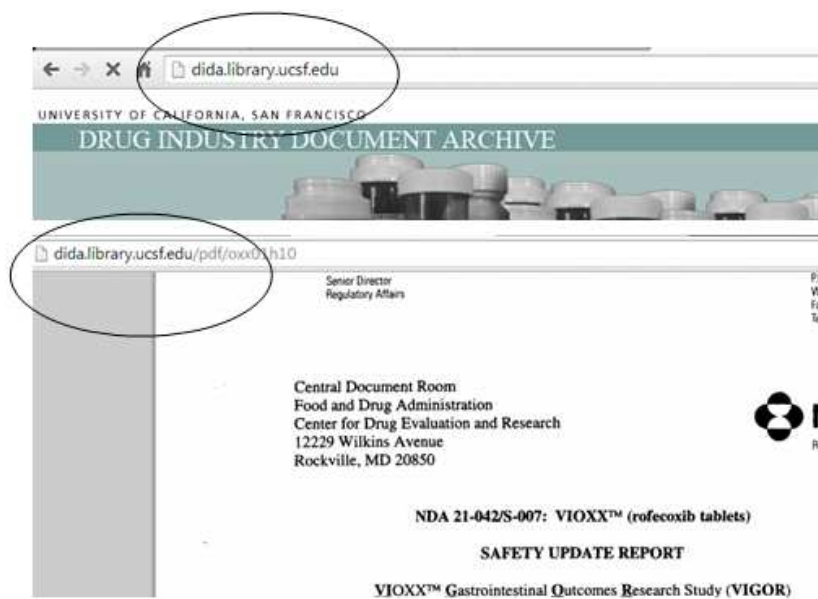 dida.library.ucsf.edu
UNIVERSITY OF CALIFORNIA, SAN FRANCISCO
DRUG INDUSTRY DOCUMENT ARCHIVE
dida.library.ucsf.edu/pdf/oxx01h10
Senior Director
Regulatory Affairs
Central Document Room
Food and Drug Administration
Center for Drug Evaluation and Research
12229 Wilkins Avenue
Rockville, MD 20850
NDA 21-042/S-007: VIOXX™ (rofecoxib tablets)
SAFETY UPDATE REPORT
VIOXX™ Gastrointestinal Outcomes Research Study (VIGOR)